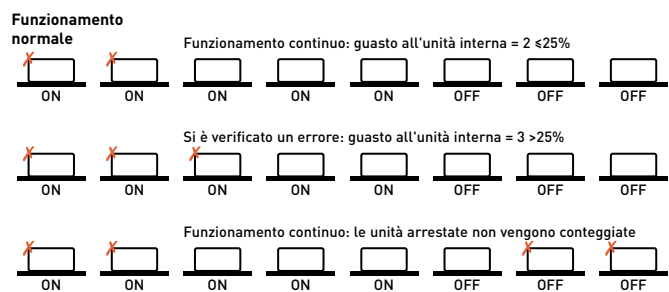 Funzionamento
normale
Funzionamento continuo: guasto all'unità interna = 2 ≤25%
ON ON ON ON ON OFF OFF OFF
Si è verificato un errore: guasto all'unità interna = 3 >25%
ON ON ON ON ON OFF OFF OFF
Funzionamento continuo: le unità arrestate non vengono conteggiate
ON ON ON ON ON OFF OFF OFF